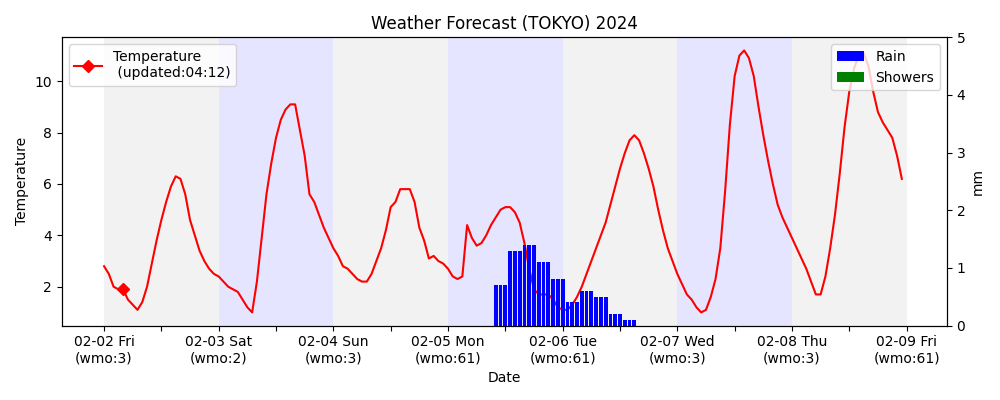 Weather Forecast (TOKYO) 2024
Temperature
(updated:04:12)
Rain
Showers
Temperature
10
8
6
4
2
5
4
3
2
1
0
mm
02-02 Fri
(wmo:3)
02-03 Sat
(wmo:2)
02-04 Sun
(wmo:3)
02-05 Mon
(wmo:61)
02-06 Tue
(wmo:61)
02-07 Wed
(wmo:3)
02-08 Thu
(wmo:3)
02-09 Fri
(wmo:61)
Date